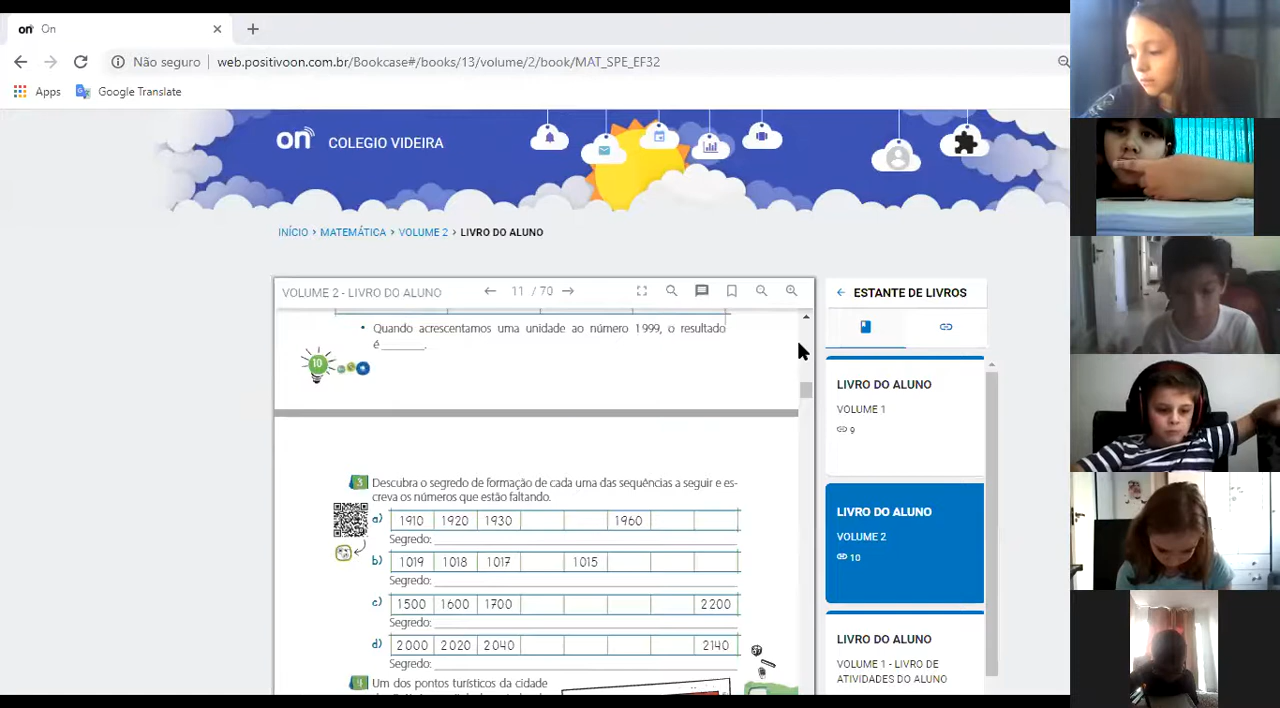 on On
Não seguro web.positivoon.com.br/Bookcase#/books/13/volume/2/book/MAT_SPE_EF32
Apps Google Translate
on COLEGIO VIDEIRA
INÍCIO > MATEMÁTICA > VOLUME 2 > LIVRO DO ALUNO
VOLUME 2 - LIVRO DO ALUNO 11 / 70
• Quando acrescentamos uma unidade ao número 1 999, o resultado
é ________.
10
3 Descubra o segredo de formação de cada uma das sequências a seguir e es-
creva os números que estão faltando.
a) 1910 1920 1930 1960
Segredo:
b) 1019 1018 1017 1015
Segredo:
c) 1500 1600 1700 2200
Segredo:
d) 2000 2020 2040 2140
Segredo:
4 Um dos pontos turísticos da cidade
ESTANTE DE LIVROS
LIVRO DO ALUNO
VOLUME 1
9
LIVRO DO ALUNO
VOLUME 2
10
LIVRO DO ALUNO
VOLUME 1 - LIVRO DE
ATIVIDADES DO ALUNO